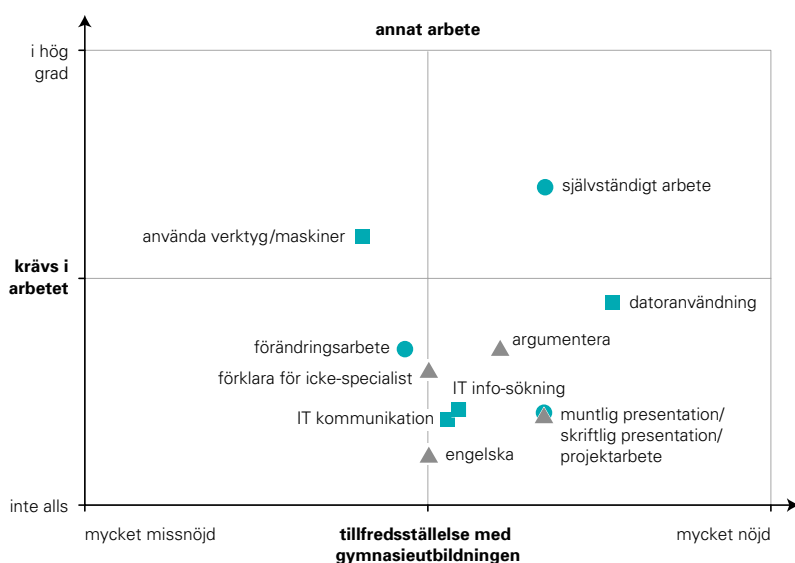 annat arbete
i hög
grad
självständigt arbete
använda verktyg/maskiner
krävs i
arbetet
datoranvändning
förändringsarbete
argumentera
förklara för icke-specialist
IT info-sökning
IT kommunikation
muntlig presentation/
skriftlig presentation/
projektarbete
engelska
inte alls
mycket missnöjd
tillfredsställelse med
gymnasieutbildningen
mycket nöjd